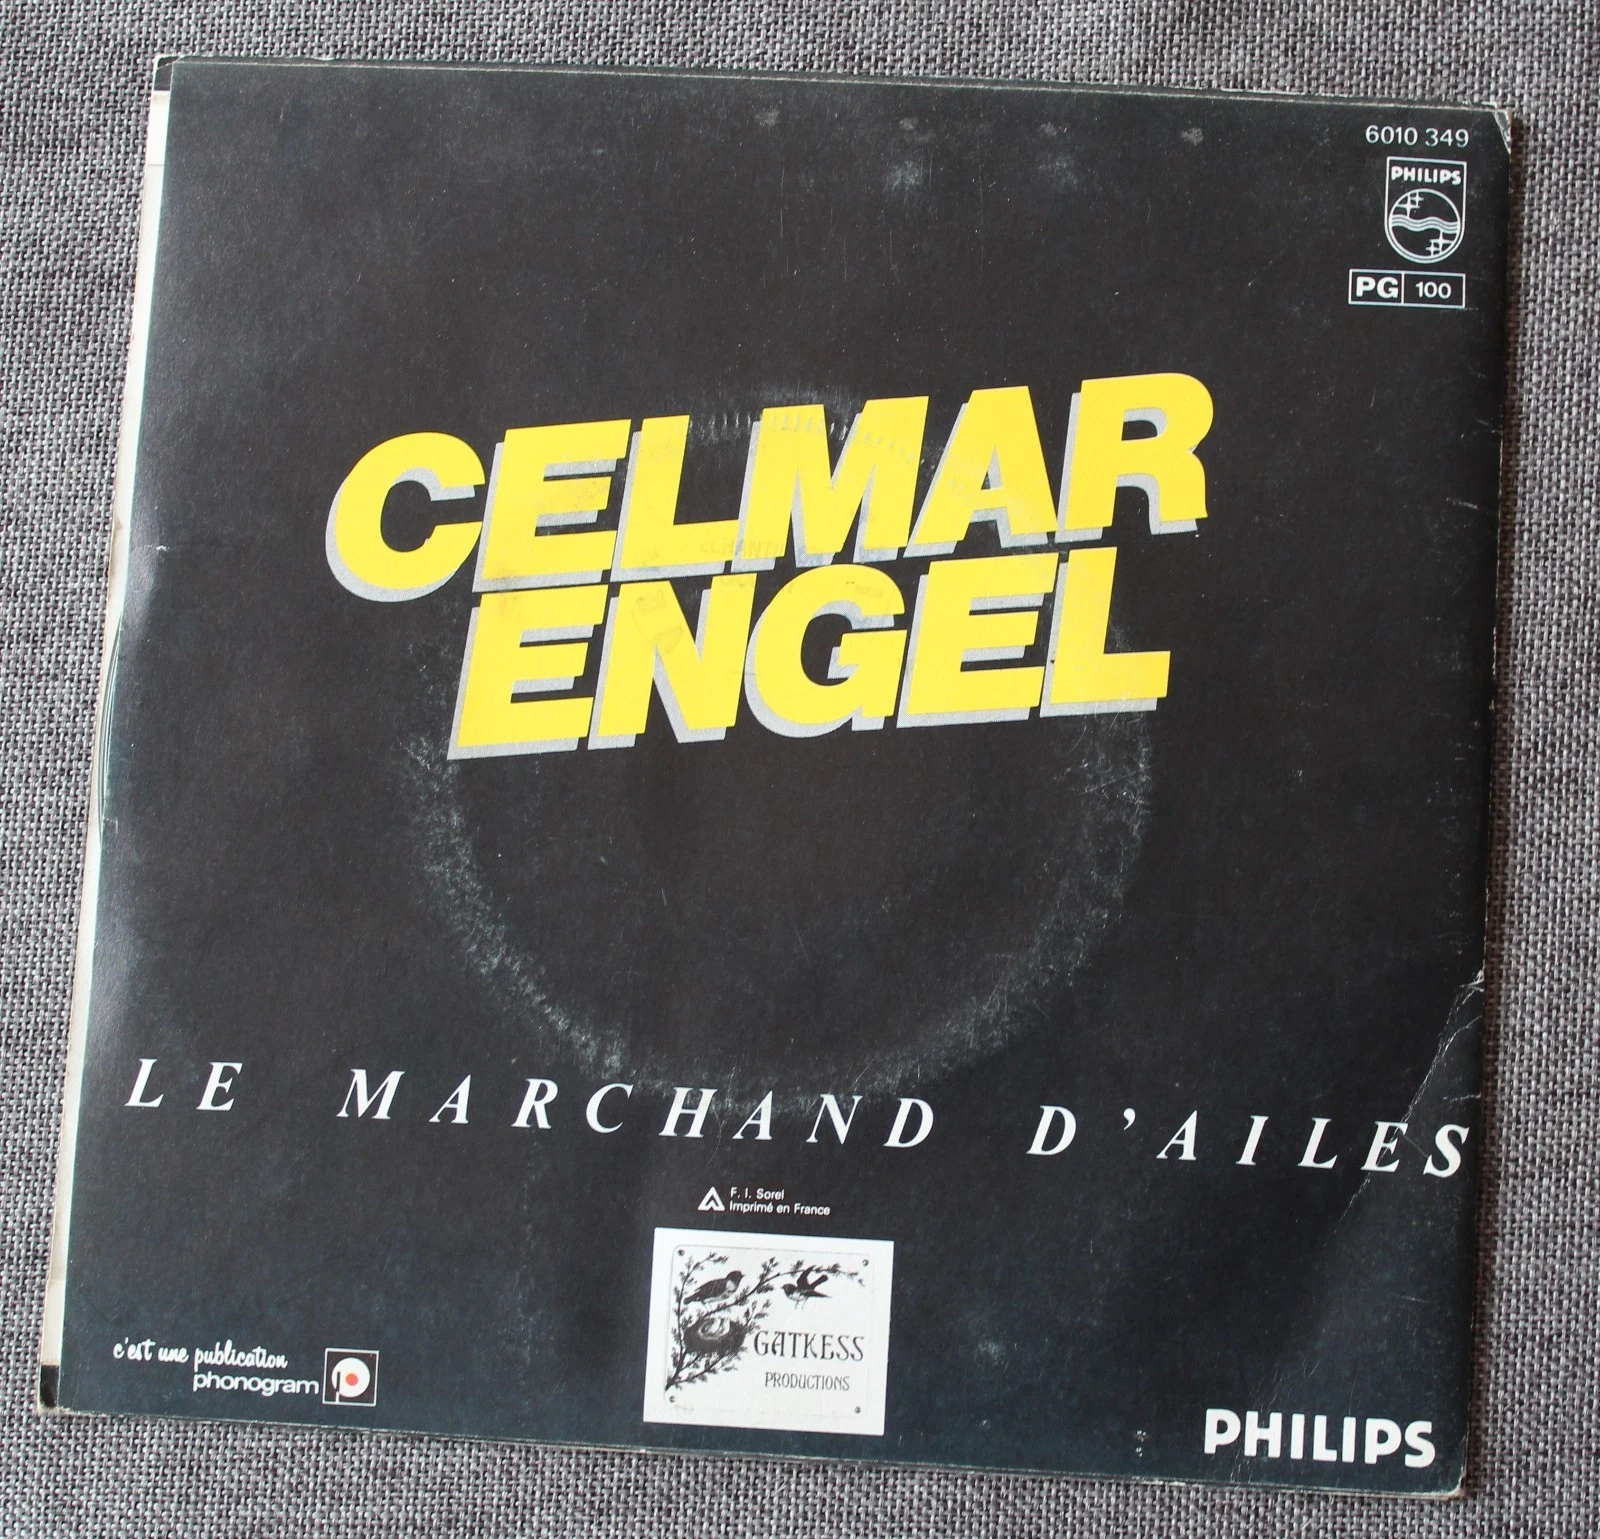 6010 349
PHILIPS
PG 100
CELMAR
ENGEL
LE MARCHAND D'AILES
F. I. Sorel
Imprimé en France
GATKESS
PRODUCTIONS
c'est une publication
phonogram
PHILIPS